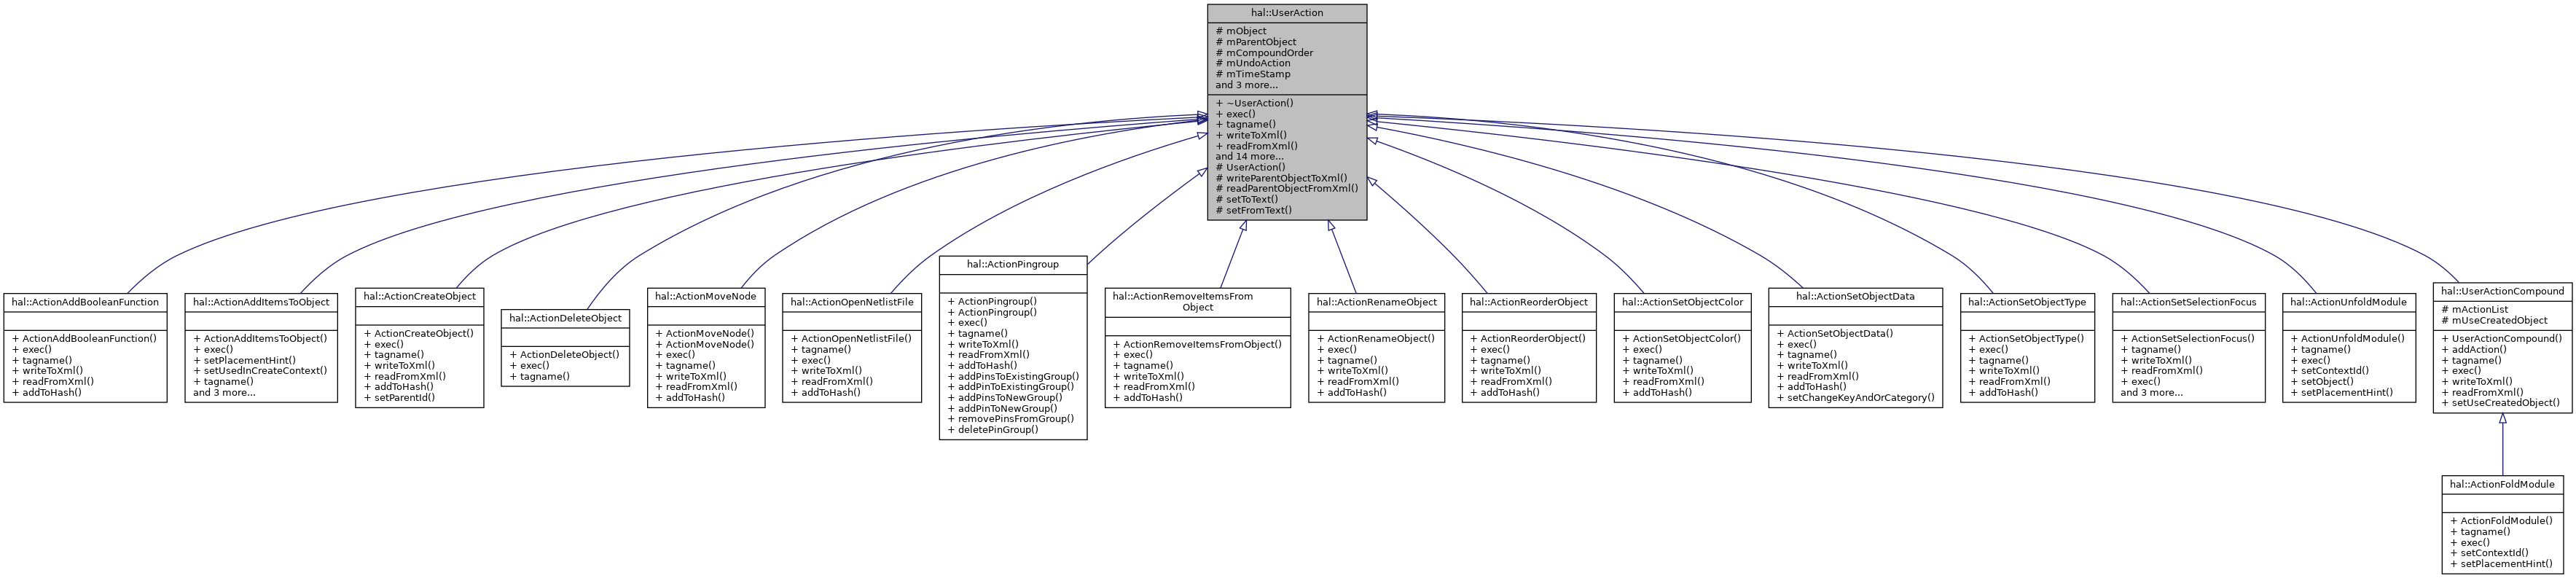 hal::UserAction
# mObject
# mParentObject
# mCompoundOrder
# mUndoAction
# mTimeStamp
and 3 more...
+ ~UserAction()
+ exec()
+ tagname()
+ writeToXml()
+ readFromXml()
and 14 more...
# UserAction()
# writeParentObjectToXml()
# readParentObjectFromXml()
# setToText()
# setFromText()
hal::ActionAddBooleanFunction
+ ActionAddBooleanFunction()
+ exec()
+ tagname()
+ writeToXml()
+ readFromXml()
+ addToHash()
hal::ActionAddItemsToObject
+ ActionAddItemsToObject()
+ exec()
+ setPlacementHint()
+ setUsedInCreateContext()
+ tagname()
and 3 more...
hal::ActionCreateObject
+ ActionCreateObject()
+ exec()
+ tagname()
+ writeToXml()
+ readFromXml()
+ addToHash()
+ setParentId()
hal::ActionDeleteObject
+ ActionDeleteObject()
+ exec()
+ tagname()
hal::ActionMoveNode
+ ActionMoveNode()
+ ActionMoveNode()
+ exec()
+ tagname()
+ writeToXml()
+ readFromXml()
+ addToHash()
hal::ActionOpenNetlistFile
+ ActionOpenNetlistFile()
+ tagname()
+ exec()
+ writeToXml()
+ readFromXml()
+ addToHash()
hal::ActionPingroup
+ ActionPingroup()
+ ActionPingroup()
+ exec()
+ tagname()
+ writeToXml()
+ readFromXml()
+ addToHash()
+ addPinsToExistingGroup()
+ addPinToExistingGroup()
+ addPinsToNewGroup()
+ addPinToNewGroup()
+ removePinsFromGroup()
+ deletePinGroup()
hal::ActionRemoveItemsFrom
Object
+ ActionRemoveItemsFromObject()
+ exec()
+ tagname()
+ writeToXml()
+ readFromXml()
+ addToHash()
hal::ActionRenameObject
+ ActionRenameObject()
+ exec()
+ tagname()
+ writeToXml()
+ readFromXml()
+ addToHash()
hal::ActionReorderObject
+ ActionReorderObject()
+ exec()
+ tagname()
+ writeToXml()
+ readFromXml()
+ addToHash()
hal::ActionSetObjectColor
+ ActionSetObjectColor()
+ exec()
+ tagname()
+ writeToXml()
+ readFromXml()
+ addToHash()
hal::ActionSetObjectData
+ ActionSetObjectData()
+ exec()
+ tagname()
+ writeToXml()
+ readFromXml()
+ addToHash()
+ setChangeKeyAndOrCategory()
hal::ActionSetObjectType
+ ActionSetObjectType()
+ exec()
+ tagname()
+ writeToXml()
+ readFromXml()
+ addToHash()
hal::ActionSetSelectionFocus
+ ActionSetSelectionFocus()
+ tagname()
+ writeToXml()
+ readFromXml()
+ exec()
and 3 more...
hal::ActionUnfoldModule
+ ActionUnfoldModule()
+ tagname()
+ exec()
+ setContextId()
+ setObject()
+ setPlacementHint()
hal::UserActionCompound
# mActionList
# mUseCreatedObject
+ UserActionCompound()
+ addAction()
+ tagname()
+ exec()
+ writeToXml()
+ readFromXml()
+ setUseCreatedObject()
hal::ActionFoldModule
+ ActionFoldModule()
+ tagname()
+ exec()
+ setContextId()
+ setPlacementHint()